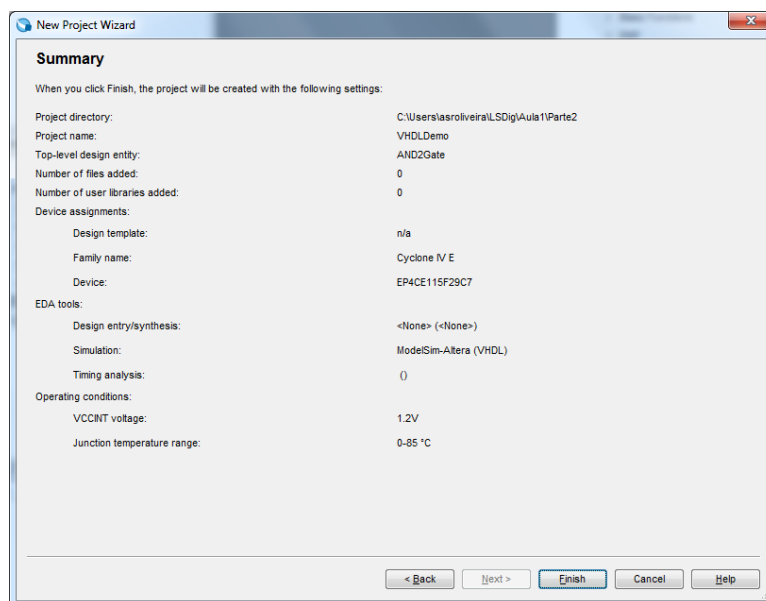 New Project Wizard
Summary
When you click Finish, the project will be created with the following settings:
Project directory: C:\Users\asroliveira\LSDig\Aula1\Parte2
Project name: VHDLDemo
Top-level design entity: AND2Gate
Number of files added: 0
Number of user libraries added: 0
Device assignments:
Design template: n/a
Family name: Cyclone IV E
Device: EP4CE115F29C7
EDA tools:
Design entry/synthesis: <None> (<None>)
Simulation: ModelSim-Altera (VHDL)
Timing analysis: ()
Operating conditions:
VCCINT voltage: 1.2V
Junction temperature range: 0-85 °C
< Back Next > Finish Cancel Help